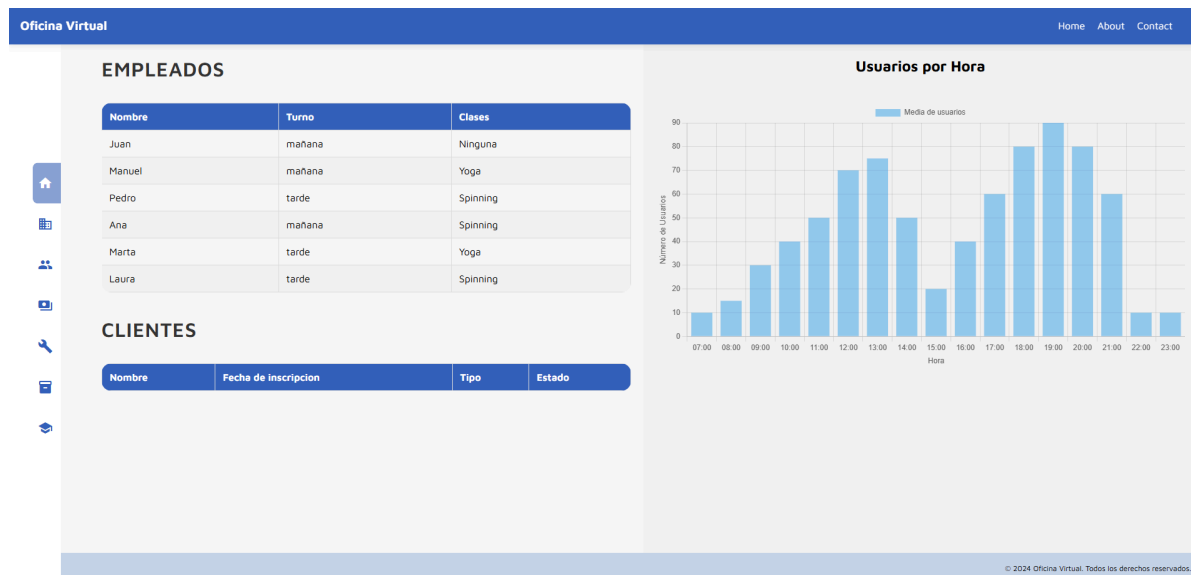 Oficina Virtual
Home About Contact
EMPLEADOS
Nombre Turno Clases
Juan mañana Ninguna
Manuel mañana Yoga
Pedro tarde Spinning
Ana mañana Spinning
Marta tarde Yoga
Laura tarde Spinning
CLIENTES
Nombre Fecha de inscripcion Tipo Estado
Usuarios por Hora
Media de usuarios
Número de Usuarios
90
80
70
60
50
40
30
20
10
0
07:00 08:00 09:00 10:00 11:00 12:00 13:00 14:00 15:00 16:00 17:00 18:00 19:00 20:00 21:00 22:00 23:00
Hora
© 2024 Oficina Virtual. Todos los derechos reservados.